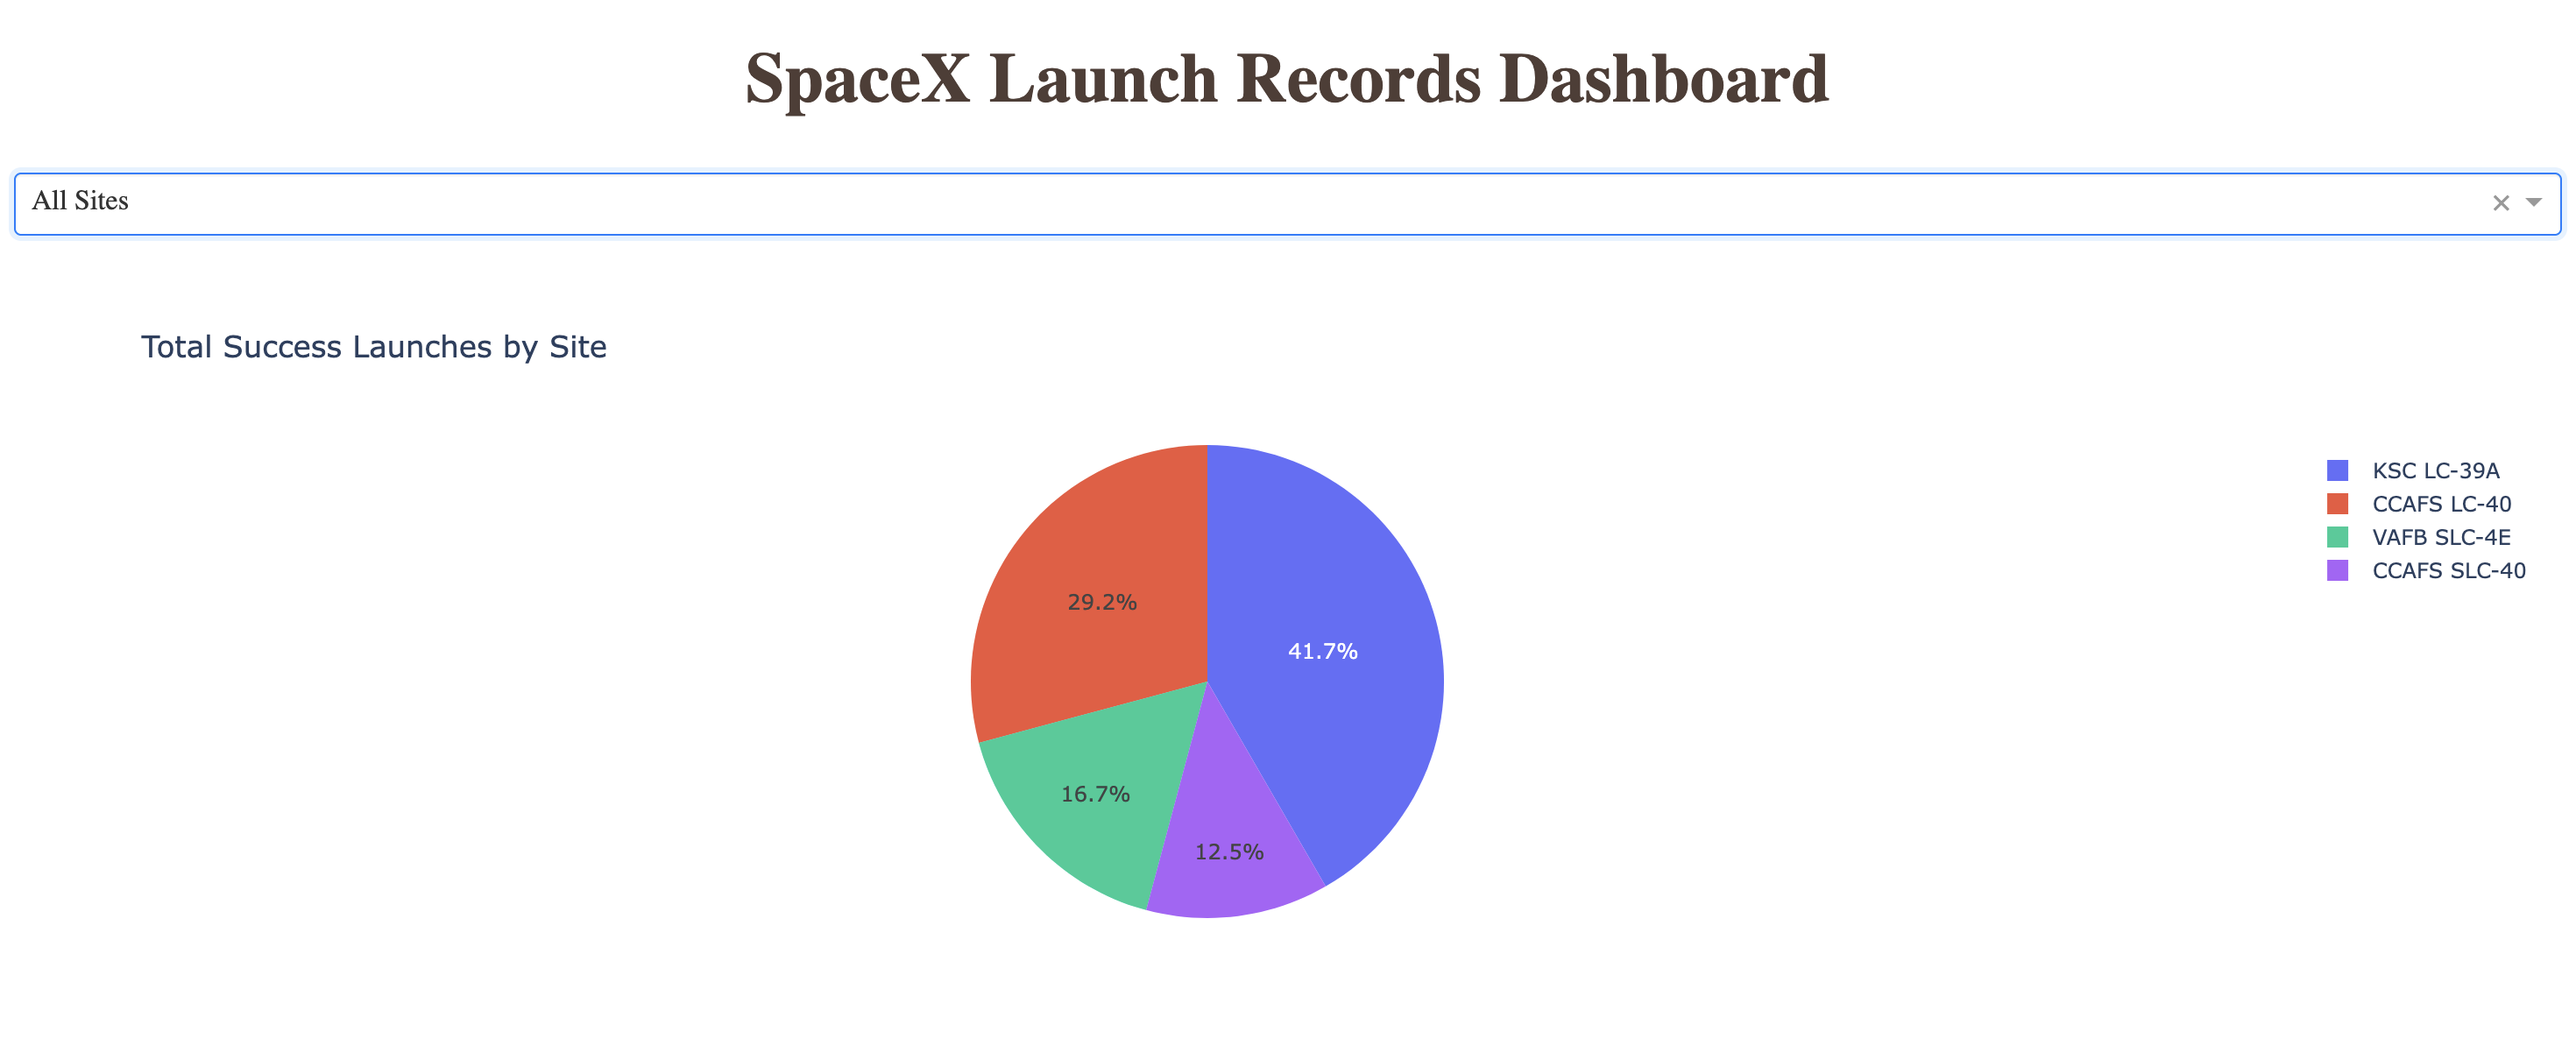 SpaceX Launch Records Dashboard
All Sites
Total Success Launches by Site
KSC LC-39A
CCAFS LC-40
VAFB SLC-4E
CCAFS SLC-40
29.2%
41.7%
16.7%
12.5%